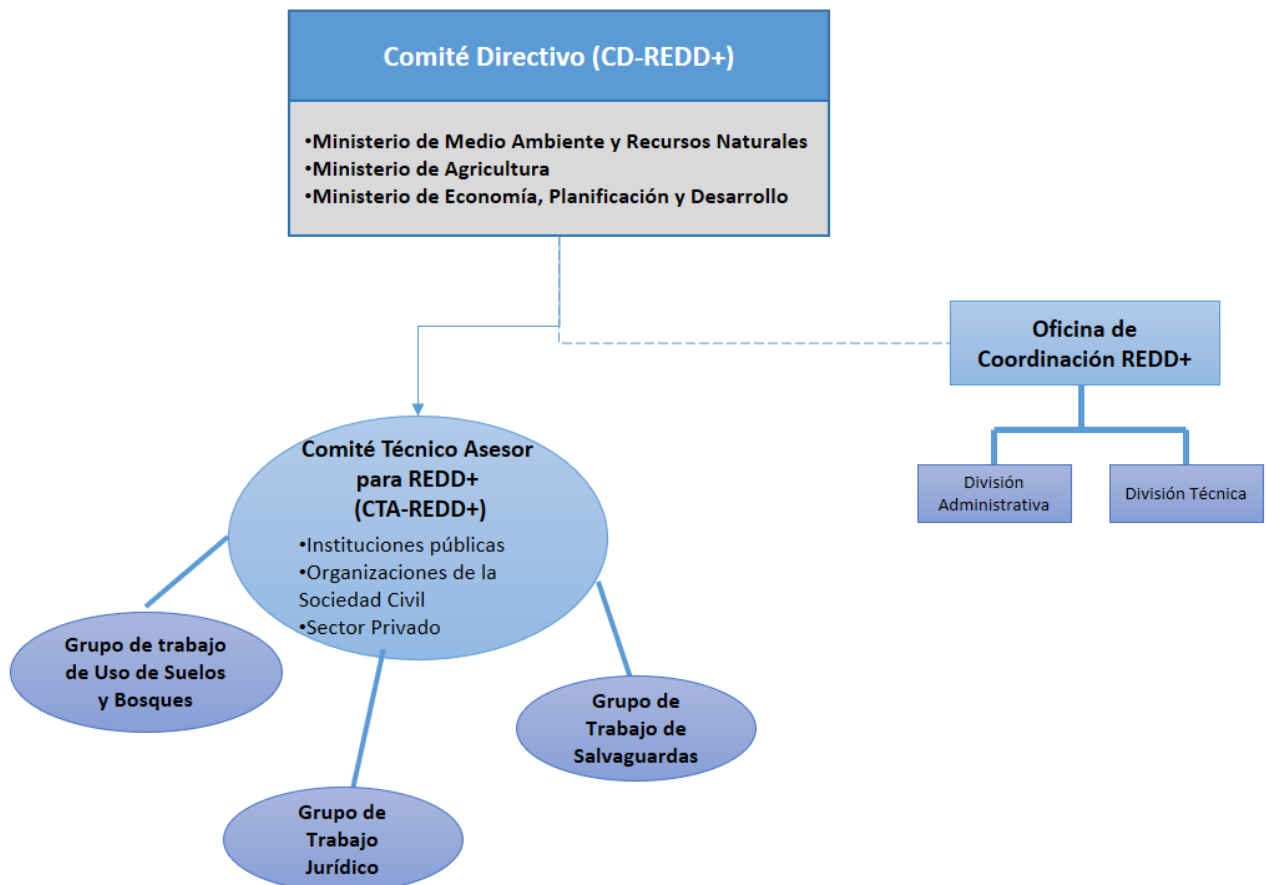 Comité Directivo (CD-REDD+)
•Ministerio de Medio Ambiente y Recursos Naturales
•Ministerio de Agricultura
•Ministerio de Economía, Planificación y Desarrollo
Oficina de
Coordinación REDD+
División
Administrativa
División Técnica
Comité Técnico Asesor
para REDD+
(CTA-REDD+)
•Instituciones públicas
•Organizaciones de la
Sociedad Civil
•Sector Privado
Grupo de trabajo
de Uso de Suelos
y Bosques
Grupo de
Trabajo de
Salvaguardas
Grupo de
Trabajo
Jurídico